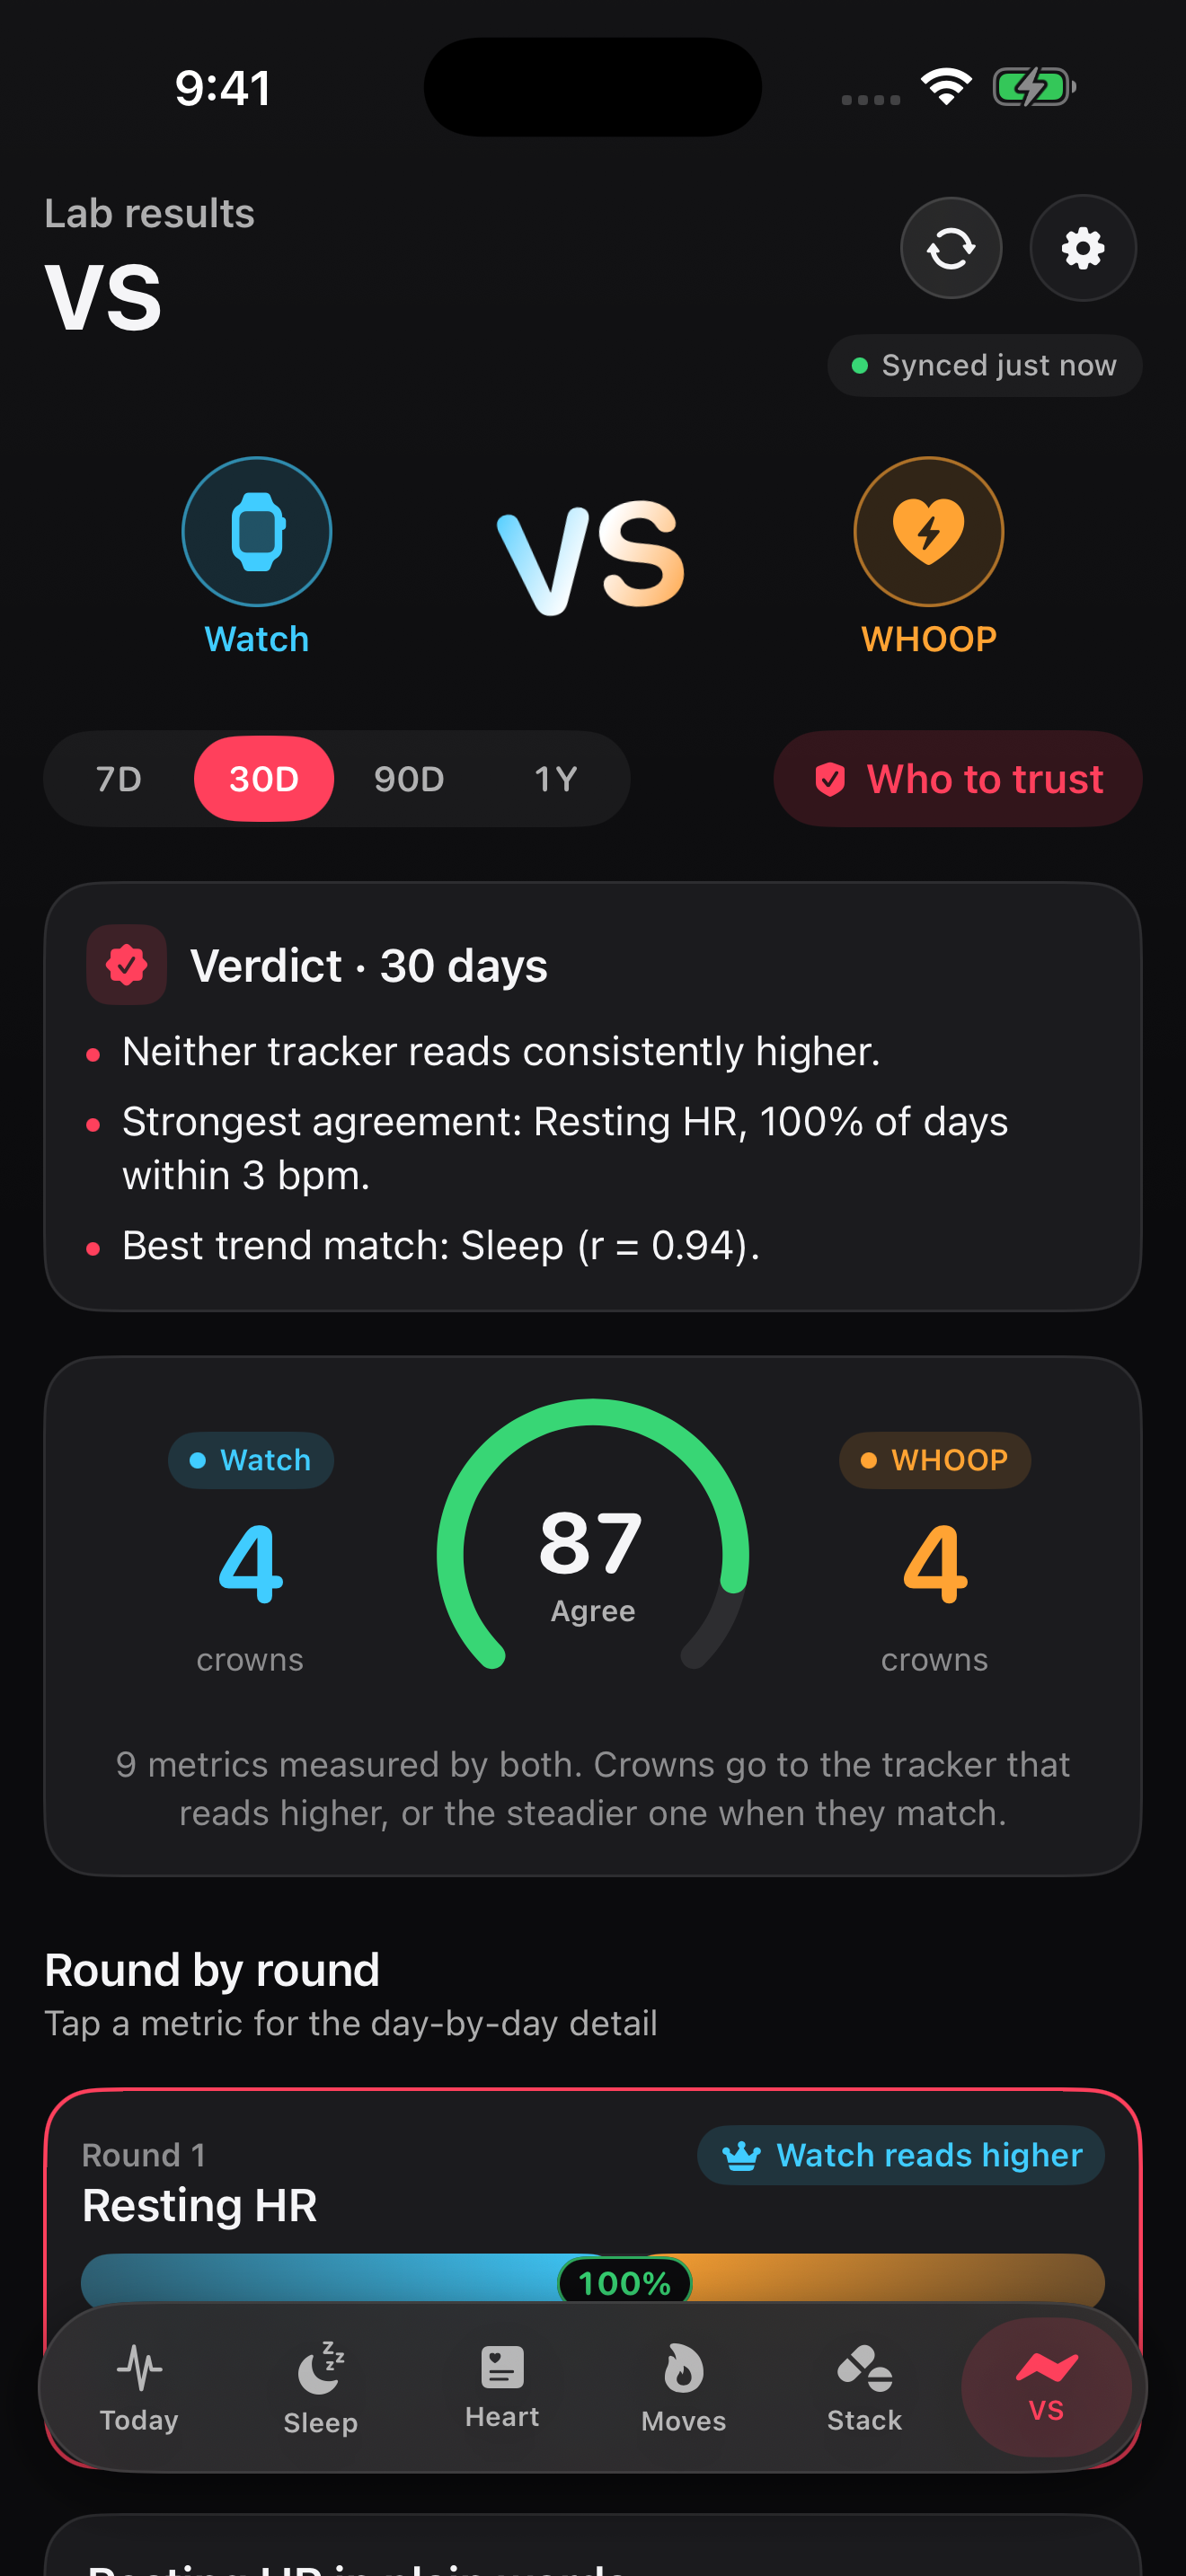 9:41
Lab results
VS
Synced just now
VS
Watch
WHOOP
7D 30D 90D 1Y
Who to trust
Verdict · 30 days
Neither tracker reads consistently higher.
Strongest agreement: Resting HR, 100% of days
within 3 bpm.
Best trend match: Sleep (r = 0.94).
Watch
WHOOP
4
87
4
Agree
crowns
crowns
9 metrics measured by both. Crowns go to the tracker that
reads higher, or the steadier one when they match.
Round by round
Tap a metric for the day-by-day detail
Round 1
Watch reads higher
Resting HR
100%
Today
Sleep
Heart
Moves
Stack
VS
Resting HR in plain words